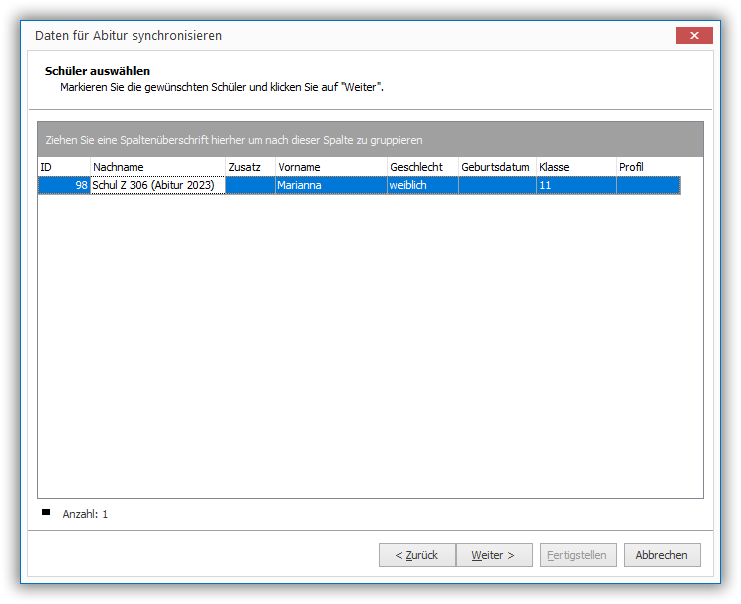 Daten für Abitur synchronisieren
Schüler auswählen
Markieren Sie die gewünschten Schüler und klicken Sie auf "Weiter".
Ziehen Sie eine Spaltenüberschrift hierher um nach dieser Spalte zu gruppieren
ID Nachname Zusatz Vorname Geschlecht Geburtsdatum Klasse Profil
98 Schul Z 306 (Abitur 2023) Marianna weiblich 11
Anzahl: 1
< Zurück Weiter > Fertigstellen Abbrechen